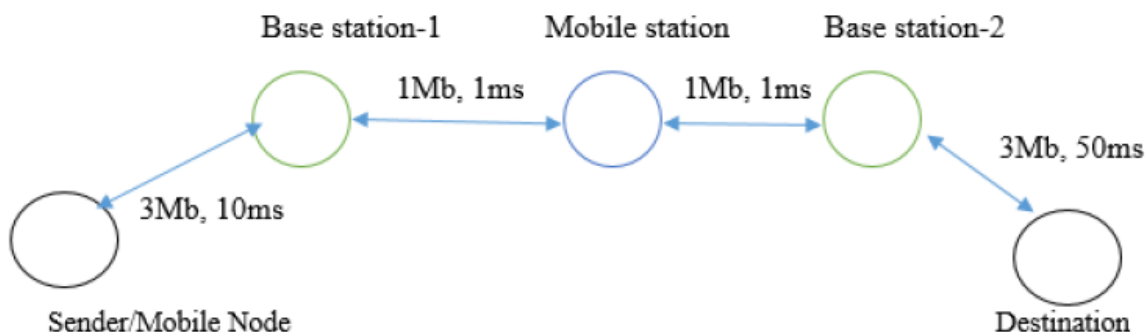 Base station-1
Mobile station
Base station-2
1Mb, 1ms
1Mb, 1ms
3Mb, 50ms
3Mb, 10ms
Sender/Mobile Node
Destination